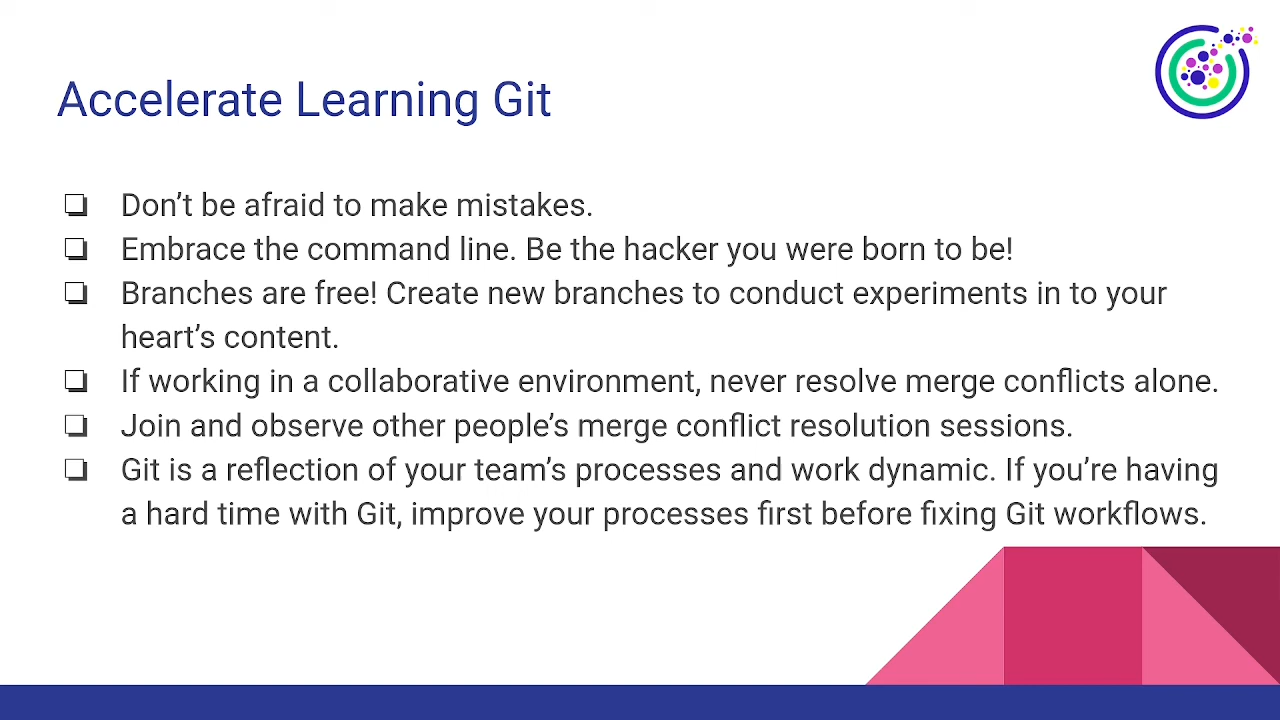 Accelerate Learning Git
❏ Don’t be afraid to make mistakes.
❏ Embrace the command line. Be the hacker you were born to be!
❏ Branches are free! Create new branches to conduct experiments in to your
heart’s content.
❏ If working in a collaborative environment, never resolve merge conflicts alone.
❏ Join and observe other people’s merge conflict resolution sessions.
❏ Git is a reflection of your team’s processes and work dynamic. If you’re having
a hard time with Git, improve your processes first before fixing Git workflows.